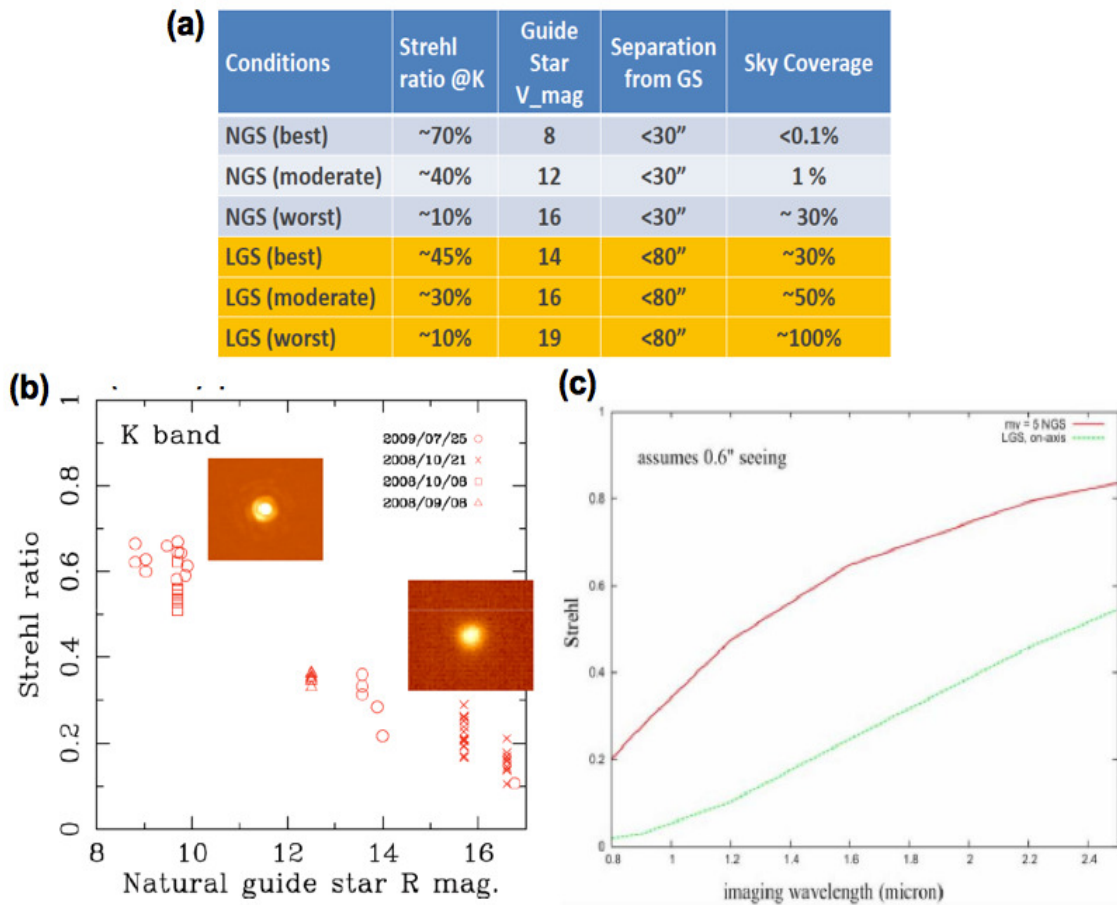 (a)
Conditions Strehl ratio @K Guide Star V_mag Separation from GS Sky Coverage
NGS (best) ~70% 8 <30” <0.1%
NGS (moderate) ~40% 12 <30” 1 %
NGS (worst) ~10% 16 <30” ~ 30%
LGS (best) ~45% 14 <80” ~30%
LGS (moderate) ~30% 16 <80” ~50%
LGS (worst) ~10% 19 <80” ~100%
(b)
K band
2009/07/25
2008/10/21
2008/10/08
2008/09/08
Strehl ratio
1
0.8
0.6
0.4
0.2
0
8 10 12 14 16
Natural guide star R mag.
(c)
mv = 5 NGS
LGS, on-axis
assumes 0.6" seeing
Strehl
1
0.8
0.6
0.4
0.2
0
0.8 1 1.2 1.4 1.6 1.8 2 2.2 2.4
imaging wavelength (micron)